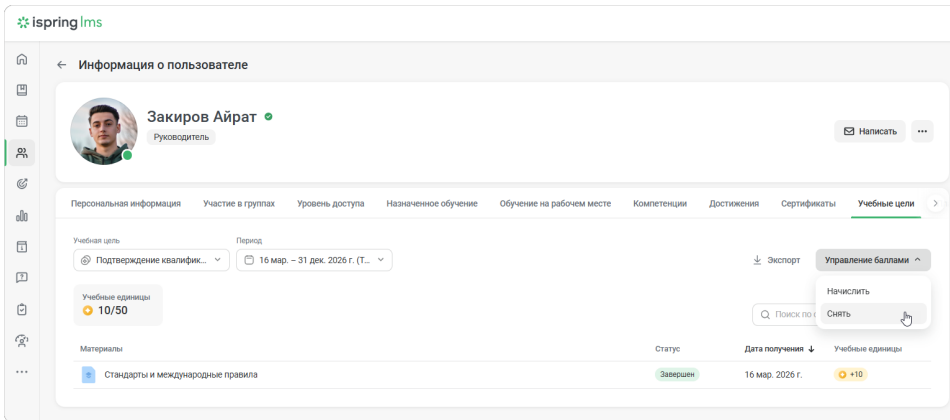 ispring lms
Информация о пользователе
Закиров Айрат
Руководитель
Написать
Персональная информация
Участие в группах
Уровень доступа
Назначенное обучение
Обучение на рабочем месте
Компетенции
Достижения
Сертификаты
Учебные цели
Учебная цель
Период
Подтверждение квалифик...
16 мар. – 31 дек. 2026 г. (Т...
Экспорт
Управление баллами
Начислить
Снять
Учебные единицы
10/50
Поиск по
Материалы
Статус
Дата получения
Учебные единицы
Стандарты и международные правила
Завершен
16 мар. 2026 г.
+10